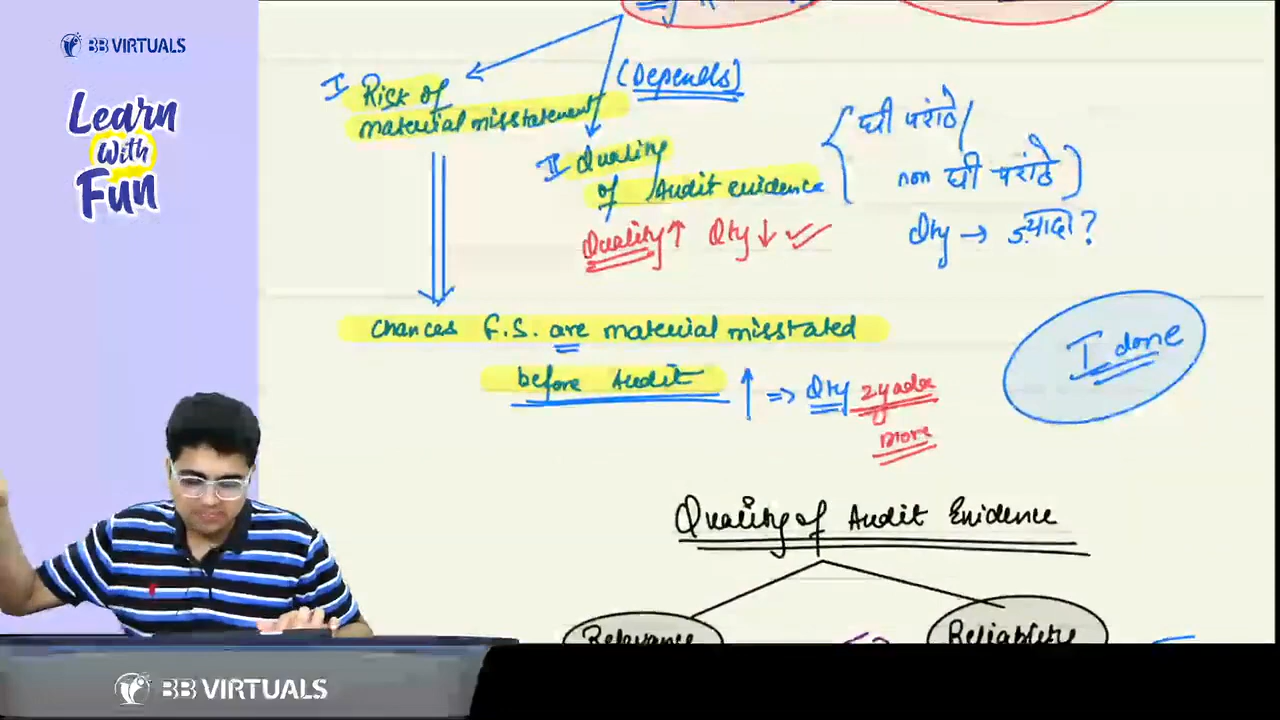 BB VIRTUALS
Learn
With
Fun
(Depends)
I Risk of
material misstatement
II Quality
of Audit evidence
घी परांठे/
non घी परांठे
Quality↑ Qty↓
Qty → ज़्यादा?
Chances F.S. are material misstated
before Audit ↑ ⇒ Qty zyada
more
I done
Quality of Audit Evidence
Relevance
Reliability
BB VIRTUALS